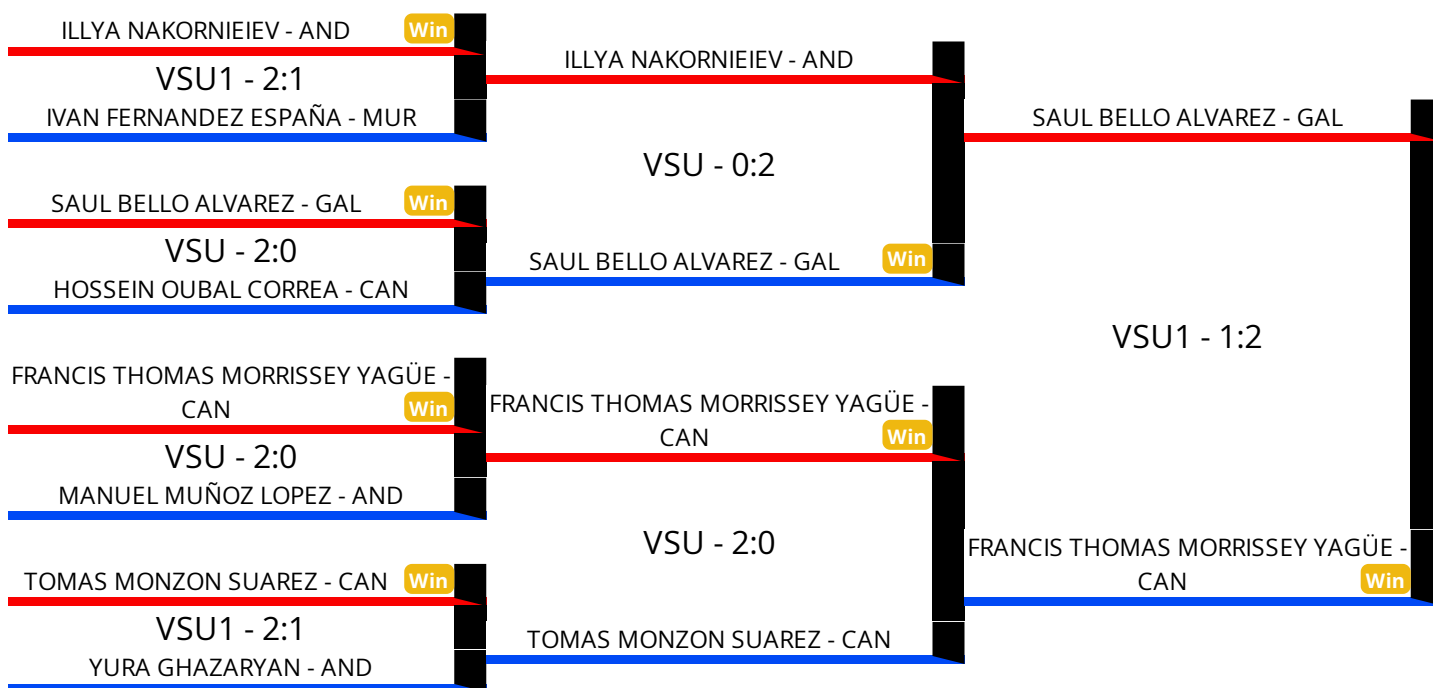 ILLYA NAKORNIEIEV - AND Win
VSU1 - 2:1
IVAN FERNANDEZ ESPAÑA - MUR
SAUL BELLO ALVAREZ - GAL Win
VSU - 2:0
HOSSEIN OUBAL CORREA - CAN
FRANCIS THOMAS MORRISSEY YAGÜE -
CAN Win
VSU - 2:0
MANUEL MUÑOZ LOPEZ - AND
TOMAS MONZON SUAREZ - CAN Win
VSU1 - 2:1
YURA GHAZARYAN - AND
ILLYA NAKORNIEIEV - AND
VSU - 0:2
SAUL BELLO ALVAREZ - GAL Win
FRANCIS THOMAS MORRISSEY YAGÜE -
CAN Win
VSU - 2:0
TOMAS MONZON SUAREZ - CAN
SAUL BELLO ALVAREZ - GAL
VSU1 - 1:2
FRANCIS THOMAS MORRISSEY YAGÜE -
CAN Win